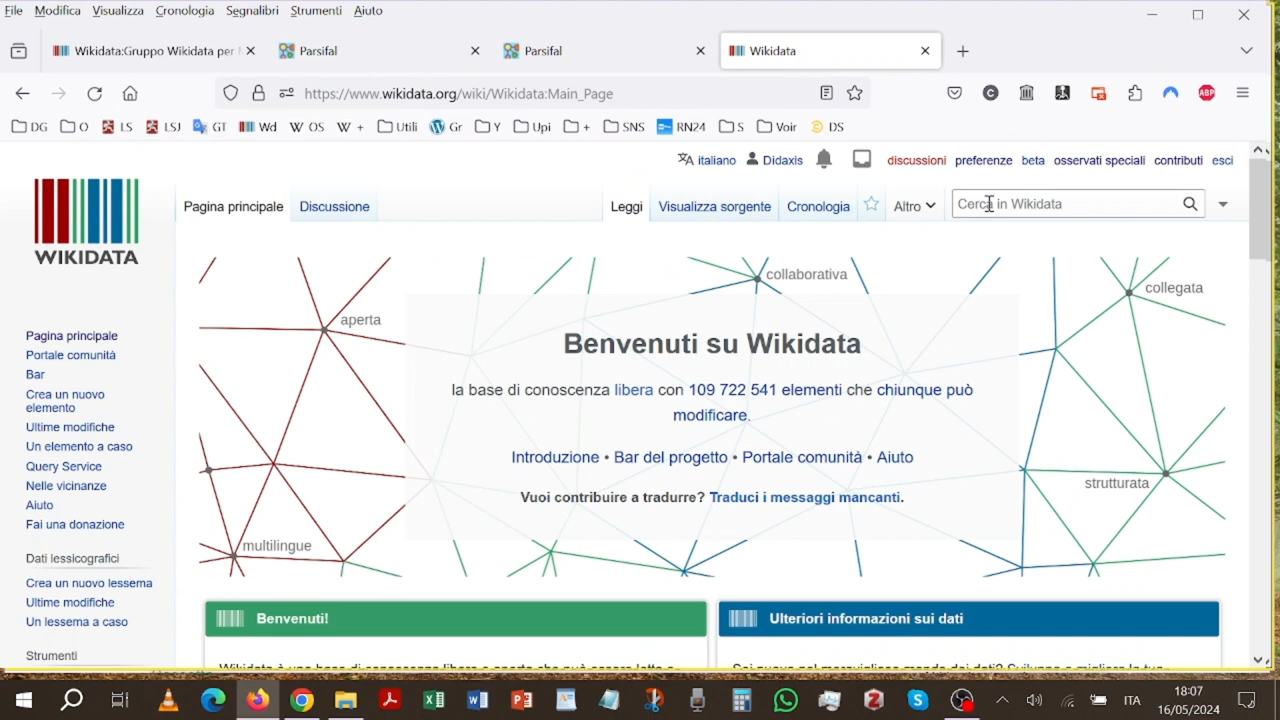 File Modifica Visualizza Cronologia Segnalibri Strumenti Aiuto
Wikidata:Gruppo Wikidata per
Parsifal
Parsifal
Wikidata
https://www.wikidata.org/wiki/Wikidata:Main_Page
DG O LS LSJ GT Wd OS + Utili Gr Y Upi + SNS RN24 S Voir DS
italiano Didaxis discussioni preferenze beta osservati speciali contributi esci
Pagina principale Discussione Leggi Visualizza sorgente Cronologia Altro Cerca in Wikidata
WIKIDATA
Pagina principale
Portale comunità
Bar
Crea un nuovo
elemento
Ultime modifiche
Un elemento a caso
Query Service
Nelle vicinanze
Aiuto
Fai una donazione
Dati lessicografici
Crea un nuovo lessema
Ultime modifiche
Un lessema a caso
Strumenti
collaborativa
collegata
aperta
Benvenuti su Wikidata
la base di conoscenza libera con 109 722 541 elementi che chiunque può
modificare.
Introduzione • Bar del progetto • Portale comunità • Aiuto
strutturata
Vuoi contribuire a tradurre? Traduci i messaggi mancanti.
multilingue
Benvenuti!
Ulteriori informazioni sui dati
ITA
18:07
16/05/2024